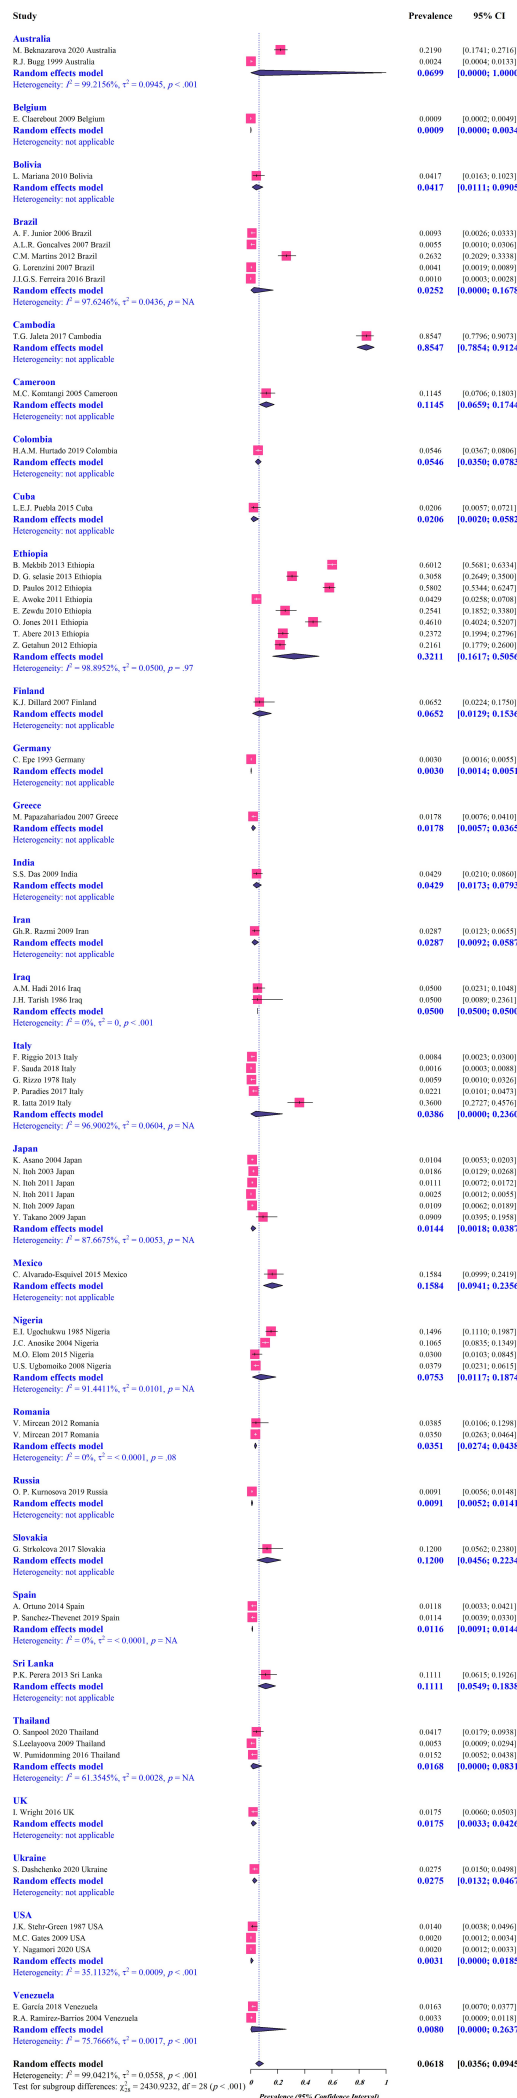 Study Prevalence 95% CI
Australia
M. Beknazarova 2020 Australia 0.2190 [0.1741; 0.2716]
R.J. Bugg 1999 Australia 0.0024 [0.0004; 0.0133]
Random effects model 0.0699 [0.0000; 1.0000
Heterogeneity: I² = 99.2156%, τ² = 0.0945, p < .001
Belgium
E. Claerebout 2009 Belgium 0.0009 [0.0002; 0.0049]
Random effects model 0.0009 [0.0000; 0.0034
Heterogeneity: not applicable
Bolivia
L. Mariana 2010 Bolivia 0.0417 [0.0163; 0.1023]
Random effects model 0.0417 [0.0111; 0.0905
Heterogeneity: not applicable
Brazil
A. F. Junior 2006 Brazil 0.0093 [0.0026; 0.0333]
A.L.R. Goncalves 2007 Brazil 0.0055 [0.0010; 0.0306]
C.M. Martins 2012 Brazil 0.2632 [0.2029; 0.3338]
G. Lorenzini 2007 Brazil 0.0041 [0.0019; 0.0089]
J.I.G.S. Ferreira 2016 Brazil 0.0010 [0.0003; 0.0028]
Random effects model 0.0252 [0.0000; 0.1678
Heterogeneity: I² = 97.6246%, τ² = 0.0436, p = NA
Cambodia
T.G. Jaleta 2017 Cambodia 0.8547 [0.7796; 0.9073]
Random effects model 0.8547 [0.7854; 0.9124
Heterogeneity: not applicable
Cameroon
M.C. Komtangi 2005 Cameroon 0.1145 [0.0706; 0.1803]
Random effects model 0.1145 [0.0659; 0.1744
Heterogeneity: not applicable
Colombia
H.A.M. Hurtado 2019 Colombia 0.0546 [0.0367; 0.0806]
Random effects model 0.0546 [0.0350; 0.0783
Heterogeneity: not applicable
Cuba
L.E.J. Puebla 2015 Cuba 0.0206 [0.0057; 0.0721]
Random effects model 0.0206 [0.0020; 0.0582
Heterogeneity: not applicable
Ethiopia
B. Mekbib 2013 Ethiopia 0.6012 [0.5681; 0.6334]
D. G. selasie 2013 Ethiopia 0.3058 [0.2649; 0.3500]
D. Paulos 2012 Ethiopia 0.5802 [0.5344; 0.6247]
E. Awoke 2011 Ethiopia 0.0429 [0.0258; 0.0708]
E. Zewdu 2010 Ethiopia 0.2541 [0.1852; 0.3380]
O. Jones 2011 Ethiopia 0.4610 [0.4024; 0.5207]
T. Abere 2013 Ethiopia 0.2372 [0.1994; 0.2796]
Z. Getahun 2012 Ethiopia 0.2161 [0.1779; 0.2600]
Random effects model 0.3211 [0.1617; 0.5056
Heterogeneity: I² = 98.8952%, τ² = 0.0500, p = .97
Finland
K.J. Dillard 2007 Finland 0.0652 [0.0224; 0.1750]
Random effects model 0.0652 [0.0129; 0.1536
Heterogeneity: not applicable
Germany
C. Epe 1993 Germany 0.0030 [0.0016; 0.0055]
Random effects model 0.0030 [0.0014; 0.0051
Heterogeneity: not applicable
Greece
M. Papazahariadou 2007 Greece 0.0178 [0.0076; 0.0410]
Random effects model 0.0178 [0.0057; 0.0365
Heterogeneity: not applicable
India
S.S. Das 2009 India 0.0429 [0.0210; 0.0860]
Random effects model 0.0429 [0.0173; 0.0793
Heterogeneity: not applicable
Iran
Gh.R. Razmi 2009 Iran 0.0287 [0.0123; 0.0655]
Random effects model 0.0287 [0.0092; 0.0587
Heterogeneity: not applicable
Iraq
A.M. Hadi 2016 Iraq 0.0500 [0.0231; 0.1048]
J.H. Tarish 1986 Iraq 0.0500 [0.0089; 0.2361]
Random effects model 0.0500 [0.0500; 0.0500
Heterogeneity: I² = 0%, τ² = 0, p < .001
Italy
F. Riggio 2013 Italy 0.0084 [0.0023; 0.0300]
F. Sauda 2018 Italy 0.0016 [0.0003; 0.0088]
G. Rizzo 1978 Italy 0.0059 [0.0010; 0.0326]
P. Paradies 2017 Italy 0.0221 [0.0101; 0.0473]
R. Iatta 2019 Italy 0.3600 [0.2727; 0.4576]
Random effects model 0.0386 [0.0000; 0.2360
Heterogeneity: I² = 96.9002%, τ² = 0.0604, p = NA
Japan
K. Asano 2004 Japan 0.0104 [0.0053; 0.0203]
N. Itoh 2003 Japan 0.0186 [0.0129; 0.0268]
N. Itoh 2011 Japan 0.0111 [0.0072; 0.0172]
N. Itoh 2011 Japan 0.0025 [0.0012; 0.0055]
N. Itoh 2009 Japan 0.0109 [0.0062; 0.0189]
Y. Takano 2009 Japan 0.0909 [0.0395; 0.1958]
Random effects model 0.0144 [0.0018; 0.0387
Heterogeneity: I² = 87.6675%, τ² = 0.0053, p = NA
Mexico
C. Alvarado-Esquivel 2015 Mexico 0.1584 [0.0999; 0.2419]
Random effects model 0.1584 [0.0941; 0.2356
Heterogeneity: not applicable
Nigeria
E.I. Ugochukwu 1985 Nigeria 0.1496 [0.1110; 0.1987]
J.C. Anosike 2004 Nigeria 0.1065 [0.0835; 0.1349]
M.O. Elom 2015 Nigeria 0.0300 [0.0103; 0.0845]
U.S. Ugbomoiko 2008 Nigeria 0.0379 [0.0231; 0.0615]
Random effects model 0.0753 [0.0117; 0.1874
Heterogeneity: I² = 91.4411%, τ² = 0.0101, p = NA
Romania
V. Mircean 2012 Romania 0.0385 [0.0106; 0.1298]
V. Mircean 2017 Romania 0.0350 [0.0263; 0.0464]
Random effects model 0.0351 [0.0274; 0.0438
Heterogeneity: I² = 0%, τ² = < 0.0001, p = .08
Russia
O. P. Kurnosova 2019 Russia 0.0091 [0.0056; 0.0148]
Random effects model 0.0091 [0.0052; 0.0141
Heterogeneity: not applicable
Slovakia
G. Strkolcova 2017 Slovakia 0.1200 [0.0562; 0.2380]
Random effects model 0.1200 [0.0456; 0.2234
Heterogeneity: not applicable
Spain
A. Ortuno 2014 Spain 0.0118 [0.0033; 0.0421]
P. Sanchez-Thevenet 2019 Spain 0.0114 [0.0039; 0.0330]
Random effects model 0.0116 [0.0091; 0.0144
Heterogeneity: I² = 0%, τ² = < 0.0001, p = NA
Sri Lanka
P.K. Perera 2013 Sri Lanka 0.1111 [0.0615; 0.1926]
Random effects model 0.1111 [0.0549; 0.1838
Heterogeneity: not applicable
Thailand
O. Sanpool 2020 Thailand 0.0417 [0.0179; 0.0938]
S.Leelayoova 2009 Thailand 0.0053 [0.0009; 0.0294]
W. Pumidonming 2016 Thailand 0.0152 [0.0052; 0.0438]
Random effects model 0.0168 [0.0000; 0.0831
Heterogeneity: I² = 61.3545%, τ² = 0.0028, p = NA
UK
I. Wright 2016 UK 0.0175 [0.0060; 0.0503]
Random effects model 0.0175 [0.0033; 0.0426
Heterogeneity: not applicable
Ukraine
S. Dashchenko 2020 Ukraine 0.0275 [0.0150; 0.0498]
Random effects model 0.0275 [0.0132; 0.0467
Heterogeneity: not applicable
USA
J.K. Stehr-Green 1987 USA 0.0140 [0.0038; 0.0496]
M.C. Gates 2009 USA 0.0020 [0.0012; 0.0034]
Y. Nagamori 2020 USA 0.0020 [0.0012; 0.0033]
Random effects model 0.0031 [0.0000; 0.0185
Heterogeneity: I² = 35.1132%, τ² = 0.0009, p < .001
Venezuela
E. García 2018 Venezuela 0.0163 [0.0070; 0.0377]
R.A. Ramirez-Barrios 2004 Venezuela 0.0033 [0.0009; 0.0118]
Random effects model 0.0080 [0.0000; 0.2637
Heterogeneity: I² = 75.7666%, τ² = 0.0017, p < .001
Random effects model 0.0618 [0.0356; 0.0945
Heterogeneity: I² = 99.0421%, τ² = 0.0558, p < .001
Test for subgroup differences: χ²₂₈ = 2430.9232, df = 28 (p < .001) 0 0.2 0.4 0.6 0.8 1
Prevalence (95% Confidence Interval)